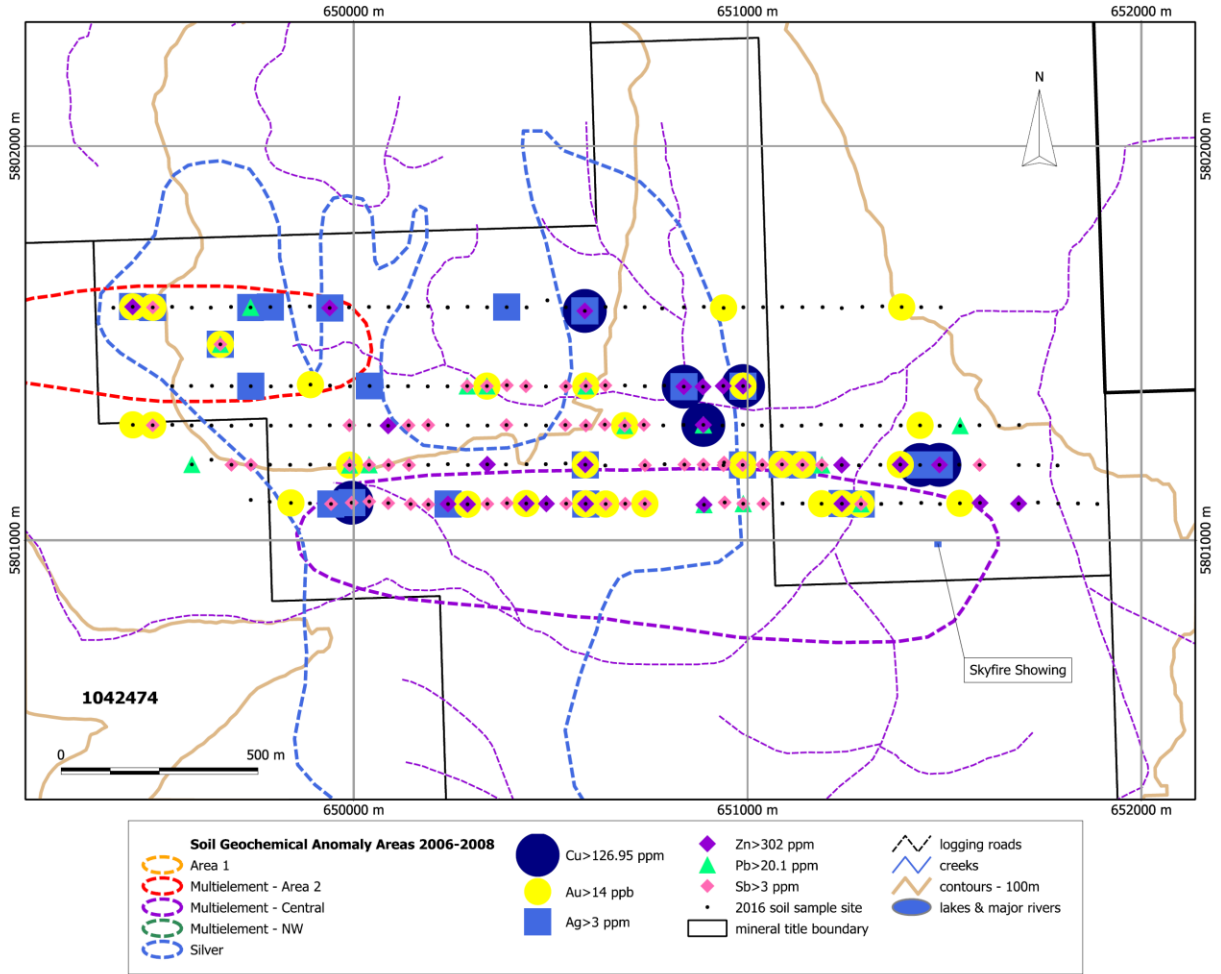 650000 m
651000 m
652000 m
5802000 m
5802000 m
N
5801000 m
5801000 m
Skyfire Showing
1042474
0
500 m
650000 m
651000 m
652000 m
Soil Geochemical Anomaly Areas 2006-2008
Area 1
Multielement - Area 2
Multielement - Central
Multielement - NW
Silver
Cu>126.95 ppm
Au>14 ppb
Ag>3 ppm
Zn>302 ppm
Pb>20.1 ppm
Sb>3 ppm
2016 soil sample site
mineral title boundary
logging roads
creeks
contours - 100m
lakes & major rivers